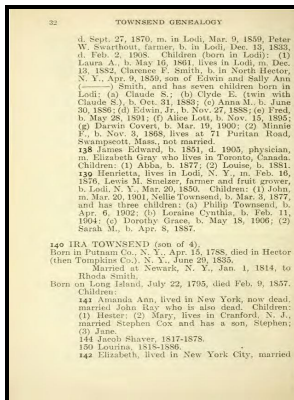 32 TOWNSEND GENEALOGY
d. Sept. 27, 1870, m. in Lodi, Mar. 9, 1859, Peter
W. Swarthout, farmer, b. in Lodi, Dec. 13, 1833,
d. Feb. 2, 1908. Children (born in Lodi): (1)
Laura A., b. May 16, 1861, lives in Lodi, m. Dec.
13, 1882, Clarence F. Smith, b. in North Hector,
N. Y., Apr. 9, 1859, son of Edwin and Sally Ann
(———) Smith, and has seven children born in
Lodi: (a) Claude S.; (b) Clyde E. (twin with
Claude S.), b. Oct. 31, 1883; (c) Anna M., b. June
30, 1886; (d) Edwin, Jr., b. Nov. 27, 1888; (e) Fred,
b. May 28, 1891; (f) Alice Lott, b. Nov. 15, 1895;
(g) Darwin Covert, b. Mar. 19, 1900; (2) Minnie
F., b. Nov. 3, 1868, lives at 71 Puritan Road,
Swampscott, Mass., not married.
138 James Edward, b. 1851, d. 1905, physician,
m. Elizabeth Gray who lives in Toronto, Canada.
Children: (1) Abba, b. 1877; (2) Louise, b. 1881.
139 Henrietta, lives in Lodi, N. Y., m. Feb. 16,
1876, Lewis M. Smelzer, farmer and fruit grower,
b. Lodi, N. Y., Mar. 20, 1850. Children: (1) John,
m. Mar. 20, 1901, Nellie Townsend, b. Mar. 3, 1877,
and has three children: (a) Philip Townsend, b.
Apr. 6, 1902; (b) Loraine Cynthia, b. Feb. 11,
1904; (c) Dorothy Grace, b. May 18, 1906; (2)
Sarah M., b. Apr. 8, 1887.
140 IRA TOWNSEND (son of 4),
Born in Putnam Co., N. Y., Apr. 15, 1788, died in Hector
(then Tompkins Co.), N. Y., June 29, 1835.
Married at Newark, N. Y., Jan. 1, 1814, to
Rhoda Smith,
Born on Long Island, July 22, 1795, died Feb. 9, 1857.
Children:
141 Amanda Ann, lived in New York, now dead,
married John Ray who is also dead. Children:
(1) Hester; (2) Mary, lives in Cranford, N. J.,
married Stephen Cox and has a son, Stephen;
(3) Jane.
144 Jacob Shaver, 1817-1878.
150 Lourina, 1818-1886.
142 Elizabeth, lived in New York City, married